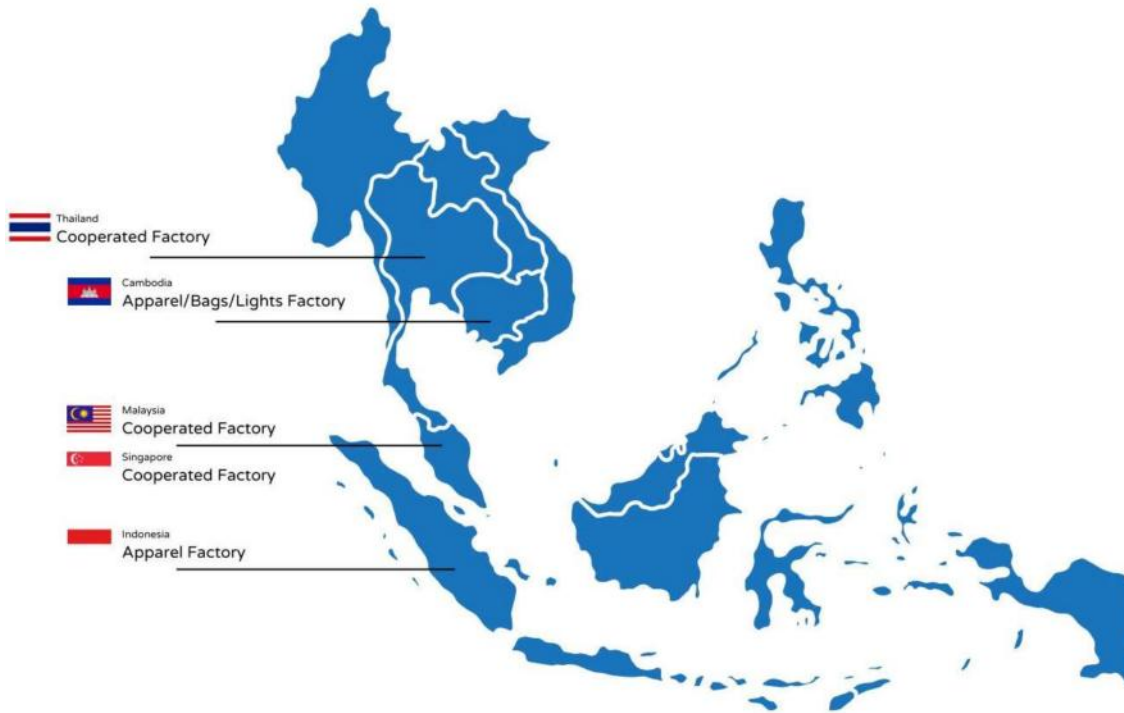 Thailand
Cooperated Factory
Cambodia
Apparel/Bags/Lights Factory
Malaysia
Cooperated Factory
Singapore
Cooperated Factory
Indonesia
Apparel Factory